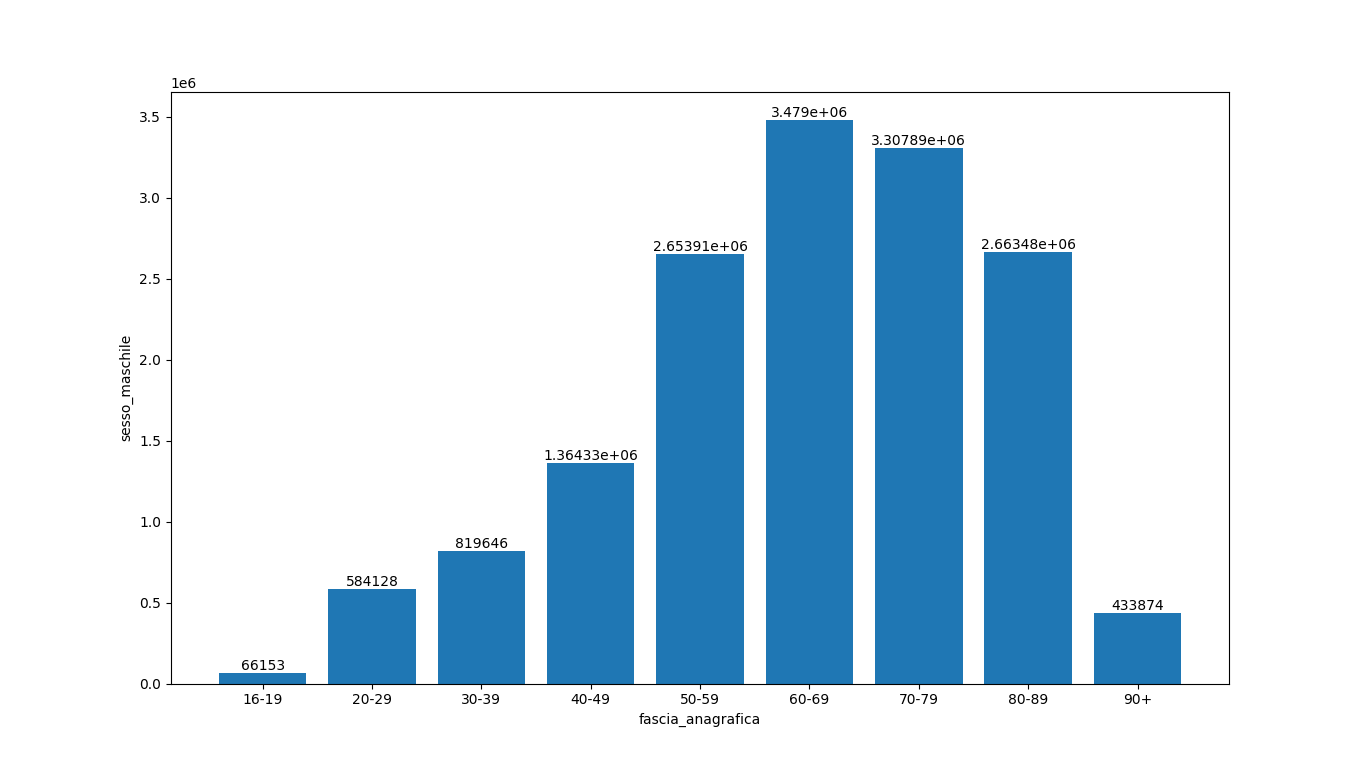 1e6
3.5
3.0
2.5
2.0
1.5
1.0
0.5
0.0
sesso_maschile
66153
584128
819646
1.36433e+06
2.65391e+06
3.479e+06
3.30789e+06
2.66348e+06
433874
16-19 20-29 30-39 40-49 50-59 60-69 70-79 80-89 90+
fascia_anagrafica